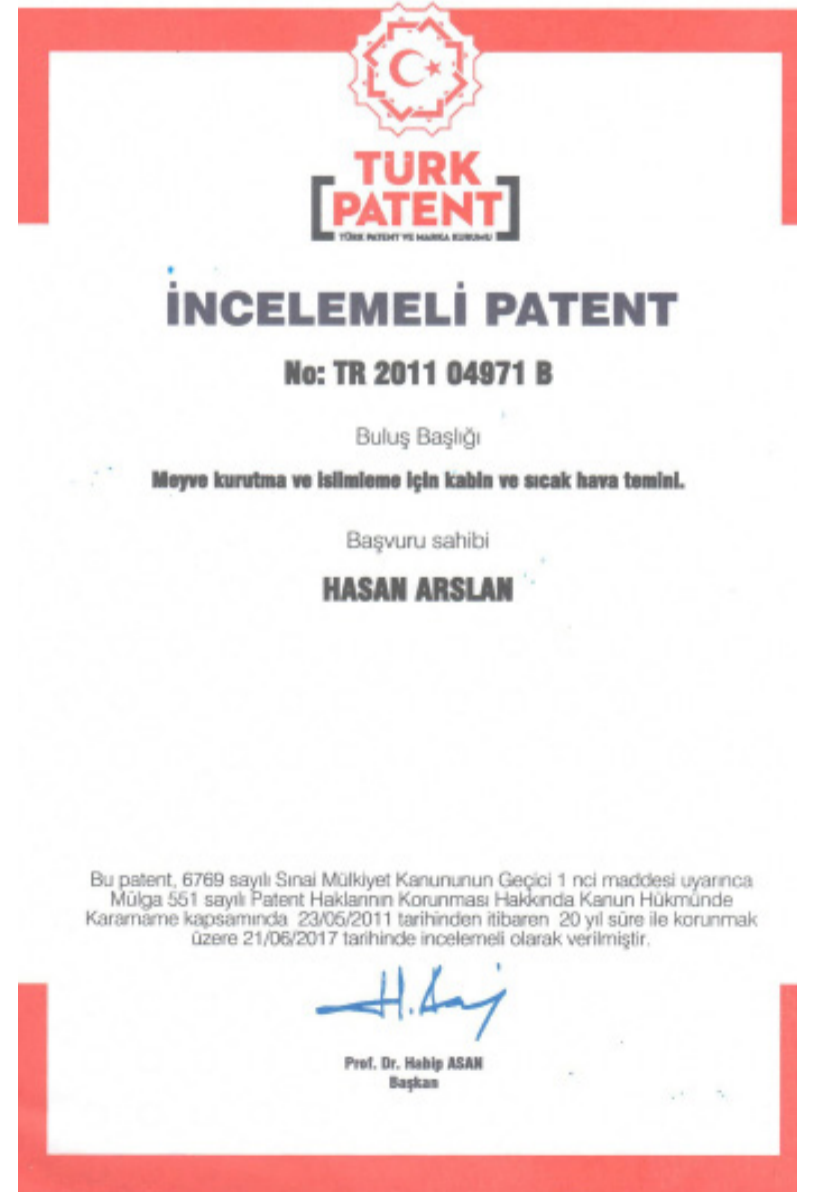 TÜRK
PATENT
TÜRK PATENT VE MARKA KURUMU
İNCELEMELİ PATENT
No: TR 2011 04971 B
Buluş Başlığı
Meyve kurutma ve islimleme için kabin ve sıcak hava temini.
Başvuru sahibi
HASAN ARSLAN
Bu patent, 6769 sayılı Sınai Mülkiyet Kanununun Geçici 1 nci maddesi uyarınca
Mülga 551 sayılı Patent Haklarının Korunması Hakkında Kanun Hükmünde
Kararname kapsamında 23/05/2011 tarihinden itibaren 20 yıl süre ile korunmak
üzere 21/06/2017 tarihinde incelemeli olarak verilmiştir.
Prof. Dr. Habip ASAN
Başkan